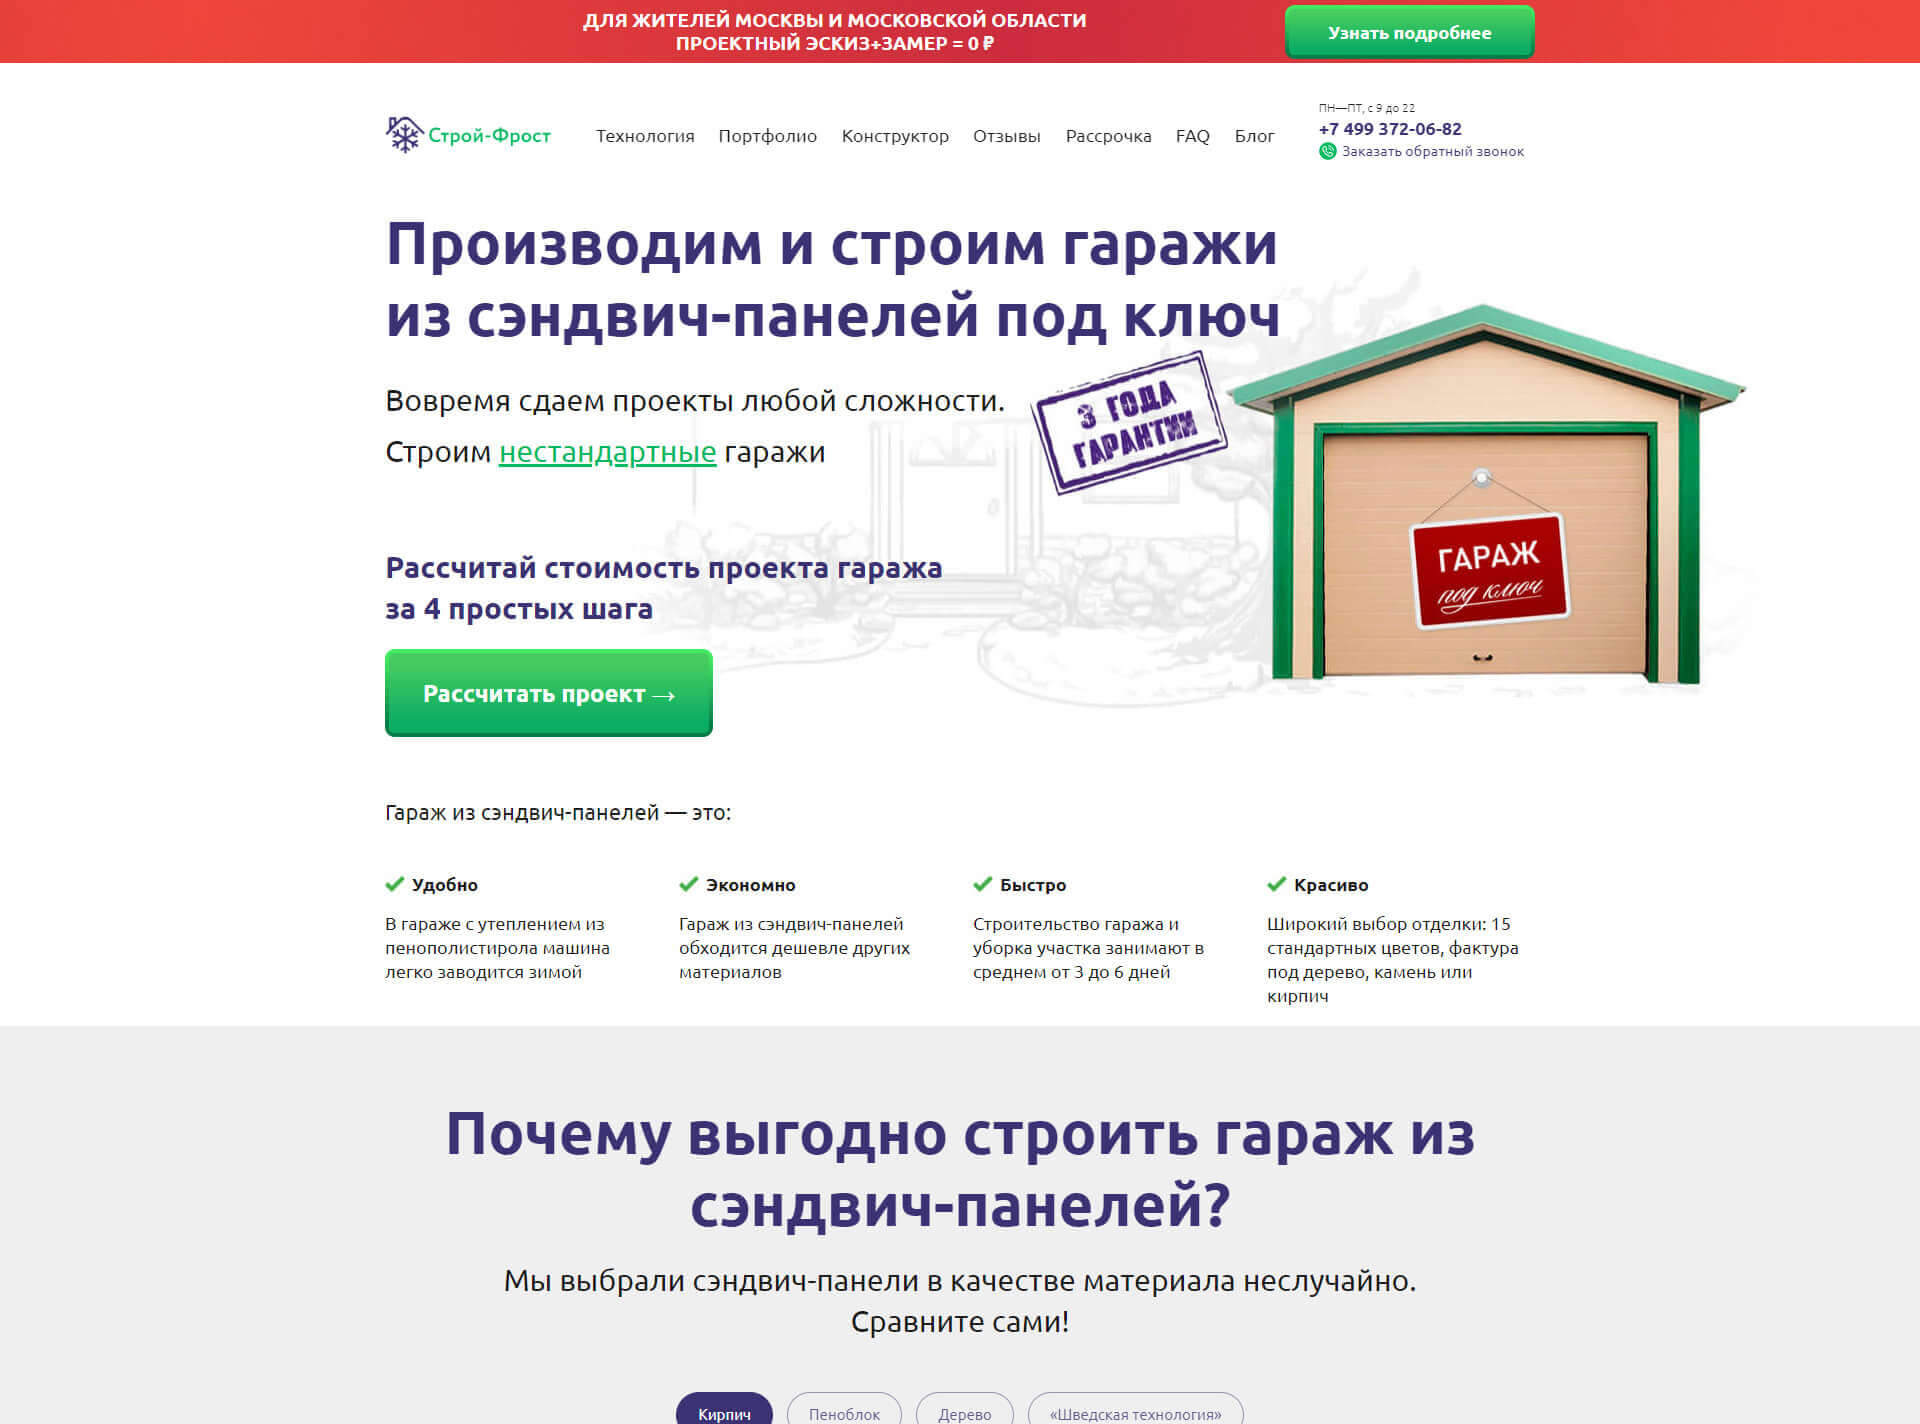 ДЛЯ ЖИТЕЛЕЙ МОСКВЫ И МОСКОВСКОЙ ОБЛАСТИ
ПРОЕКТНЫЙ ЭСКИЗ+ЗАМЕР = 0 ₽
Узнать подробнее
Строй-Фрост
Технология
Портфолио
Конструктор
Отзывы
Рассрочка
FAQ
Блог
ПН—ПТ, с 9 до 22
+7 499 372-06-82
Заказать обратный звонок
Производим и строим гаражи
из сэндвич-панелей под ключ
Вовремя сдаем проекты любой сложности.
Строим нестандартные гаражи
3 ГОДА
ГАРАНТИИ
ГАРАЖ
под ключ
Рассчитай стоимость проекта гаража
за 4 простых шага
Рассчитать проект →
Гараж из сэндвич-панелей — это:
Удобно
В гараже с утеплением из
пенополистирола машина
легко заводится зимой
Экономно
Гараж из сэндвич-панелей
обходится дешевле других
материалов
Быстро
Строительство гаража и
уборка участка занимают в
среднем от 3 до 6 дней
Красиво
Широкий выбор отделки: 15
стандартных цветов, фактура
под дерево, камень или
кирпич
Почему выгодно строить гараж из
сэндвич-панелей?
Мы выбрали сэндвич-панели в качестве материала неслучайно.
Сравните сами!
Кирпич
Пеноблок
Дерево
«Шведская технология»